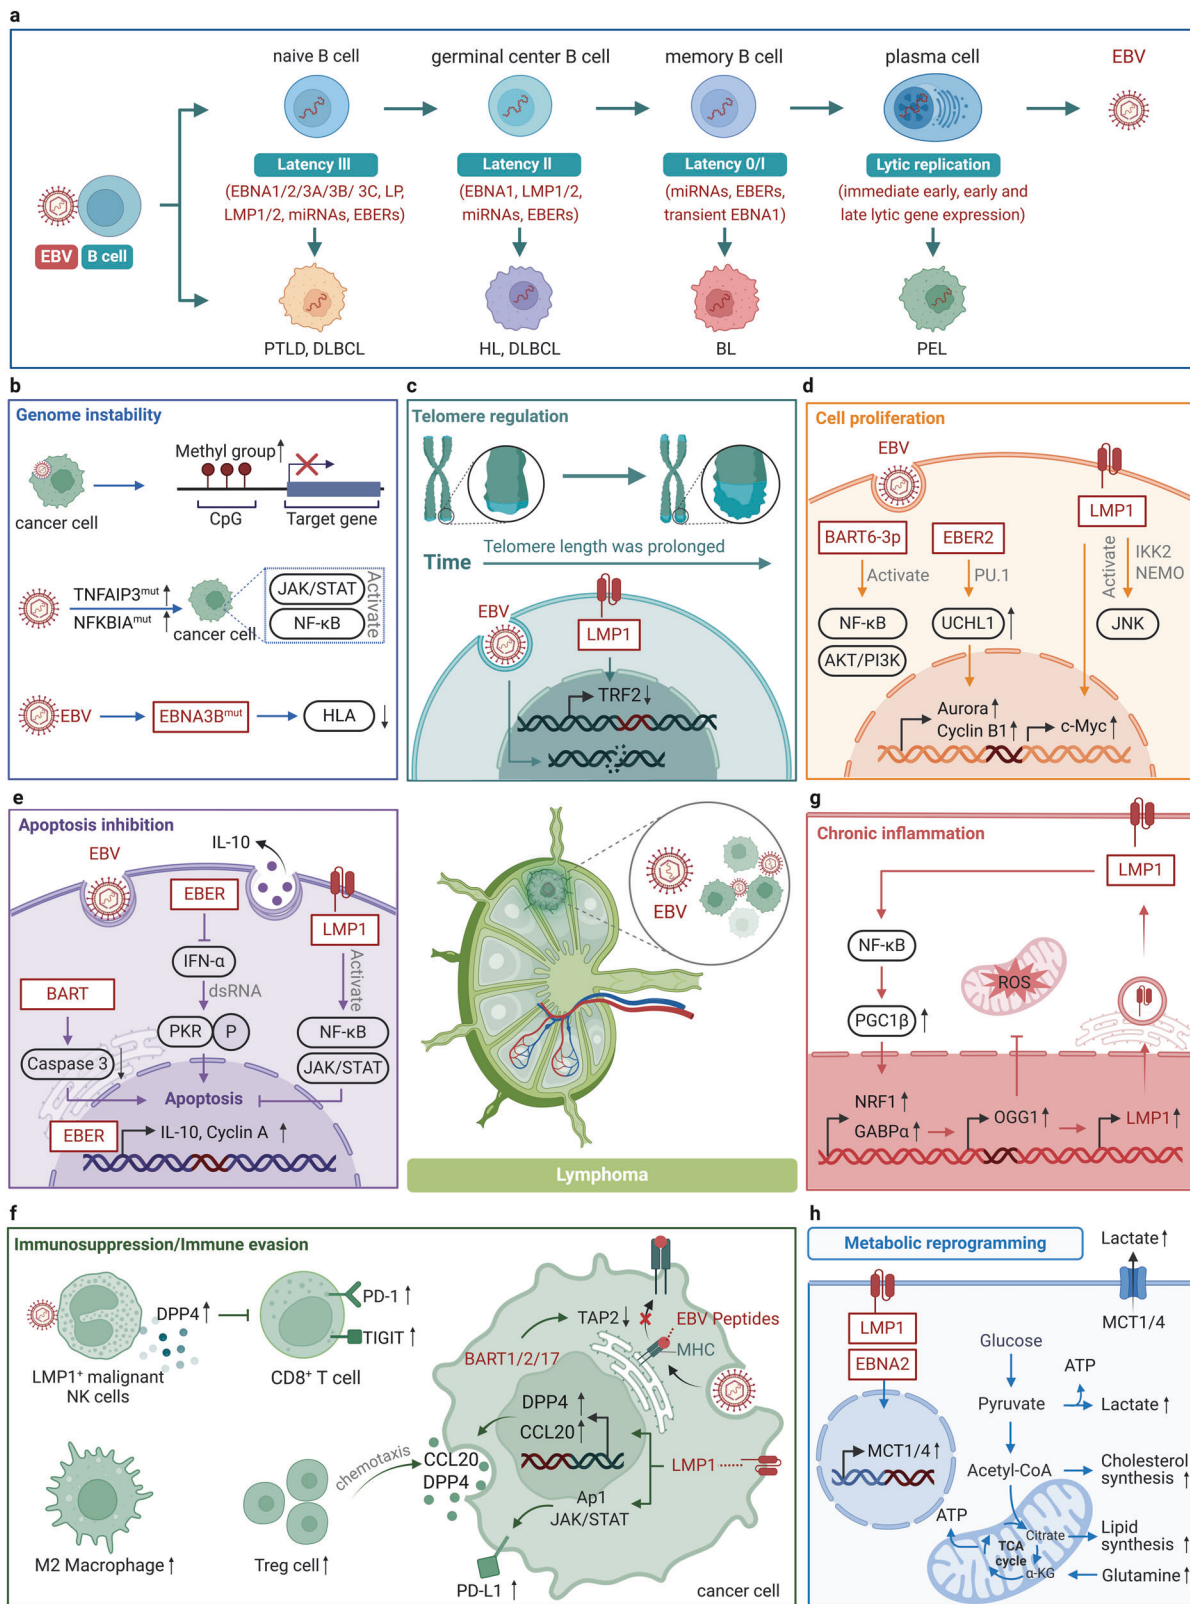 a
naive B cell
germinal center B cell
memory B cell
plasma cell
EBV
Latency III
Latency II
Latency 0/I
Lytic replication
(EBNA1/2/3A/3B/ 3C, LP,
LMP1/2, miRNAs, EBERs)
(EBNA1, LMP1/2,
miRNAs, EBERs)
(miRNAs, EBERs,
transient EBNA1)
(immediate early, early and
late lytic gene expression)
EBV
B cell
PTLD, DLBCL
HL, DLBCL
BL
PEL
b
Genome instability
Methyl group↑
cancer cell
CpG
Target gene
TNFAIP3ᵐᵘᵗ↑
NFKBIAᵐᵘᵗ↑
cancer cell
JAK/STAT
NF-κB
Activate
EBV
EBNA3Bᵐᵘᵗ
HLA ↓
c
Telomere regulation
Telomere length was prolonged
Time
EBV
LMP1
TRF2↓
d
Cell proliferation
EBV
LMP1
BART6-3p
EBER2
Activate
PU.1
Activate
IKK2
NEMO
NF-κB
AKT/PI3K
UCHL1↑
JNK
Aurora↑
Cyclin B1↑
c-Myc↑
e
Apoptosis inhibition
IL-10
EBV
EBER
LMP1
IFN-α
dsRNA
Activate
BART
PKR
P
NF-κB
Caspase 3↓
JAK/STAT
Apoptosis
EBER
IL-10, Cyclin A ↑
EBV
Lymphoma
g
Chronic inflammation
LMP1
NF-κB
ROS
PGC1β↑
NRF1↑
GABPα↑
OGG1↑
LMP1↑
f
Immunosuppression/Immune evasion
DPP4↑
PD-1↑
TIGIT↑
LMP1⁺ malignant
NK cells
CD8⁺ T cell
TAP2↓
EBV Peptides
MHC
BART1/2/17
DPP4 ↑
CCL20↑
chemotaxis
CCL20
DPP4
LMP1
Ap1
JAK/STAT
M2 Macrophage↑
Treg cell↑
PD-L1 ↑
cancer cell
h
Metabolic reprogramming
Lactate↑
MCT1/4
LMP1
EBNA2
Glucose
ATP
Pyruvate
Lactate↑
MCT1/4↑
Acetyl-CoA
Cholesterol
synthesis↑
ATP
Citrate
TCA
cycle
α-KG
Lipid
synthesis ↑
Glutamine↑